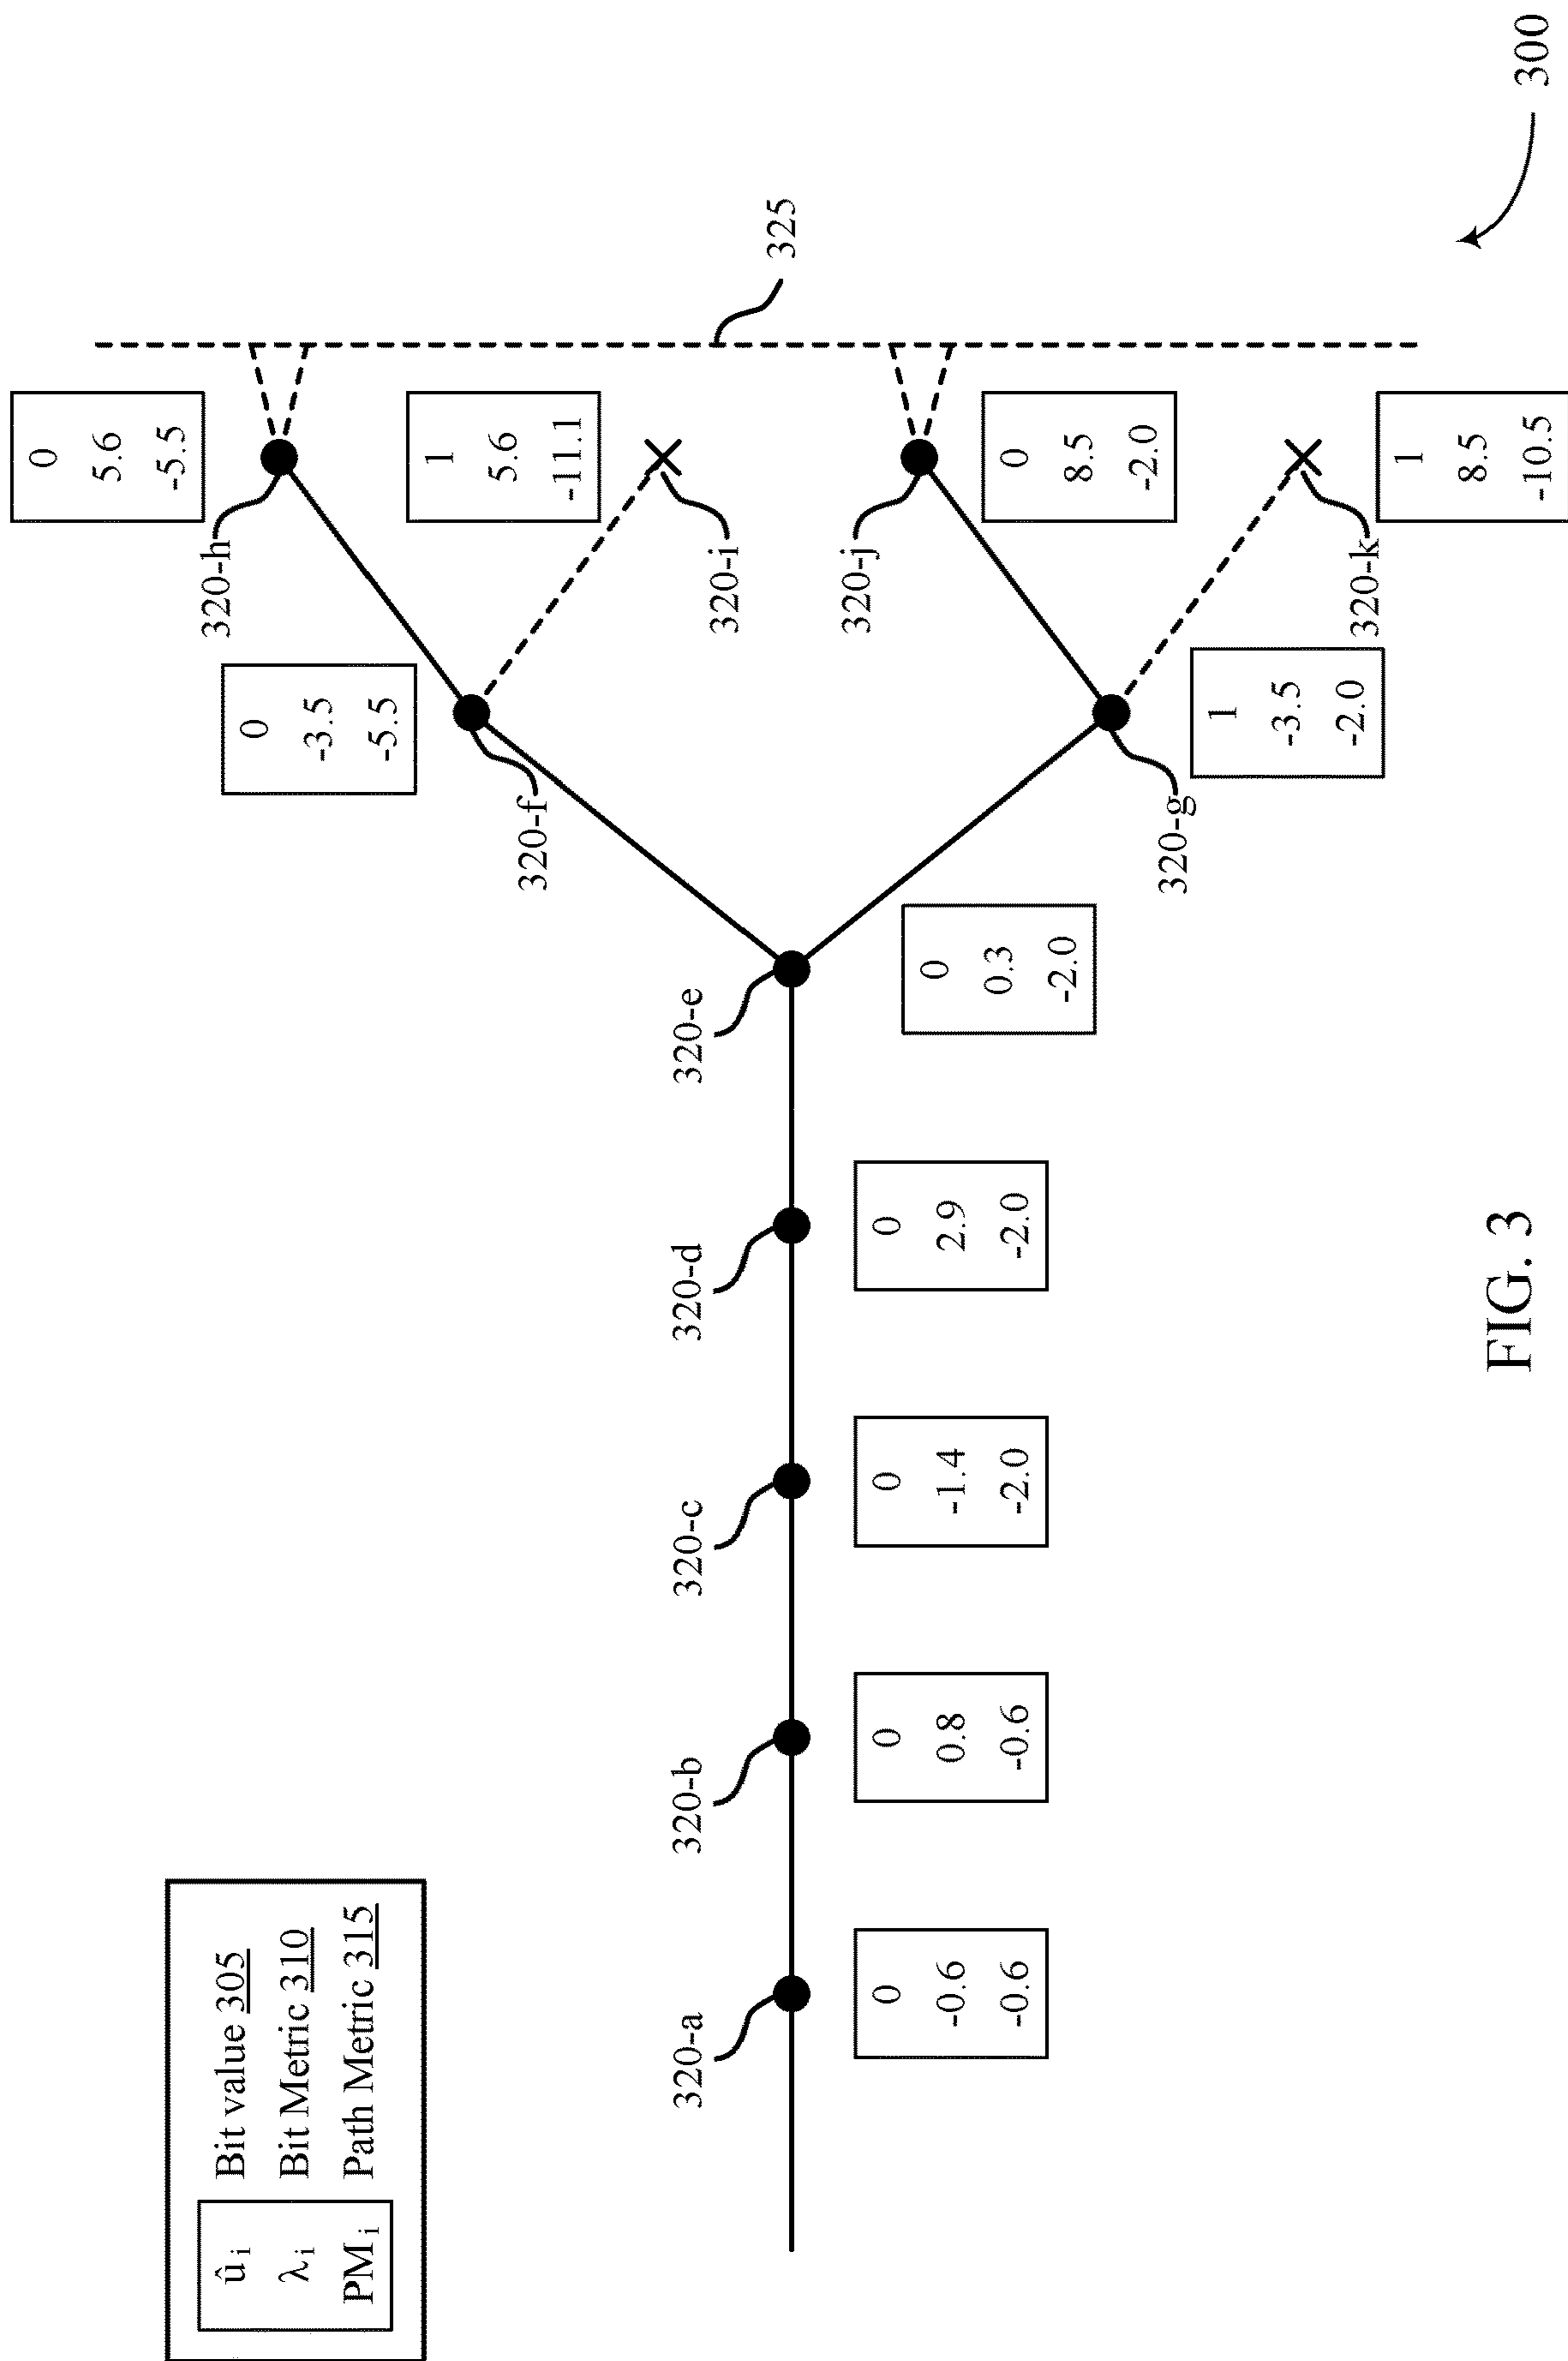 û i Bit value 305
λ i Bit Metric 310
PM i Path Metric 315
320-a
0
-0.6
-0.6
320-b
0
0.8
-0.6
320-c
0
-1.4
-2.0
320-d
0
2.9
-2.0
320-e
0
0.3
-2.0
320-f
0
-3.5
-5.5
320-g
1
-3.5
-2.0
320-h
0
5.6
-5.5
320-i
1
5.6
-11.1
320-j
0
8.5
-2.0
320-k
1
8.5
-10.5
325
300
FIG. 3